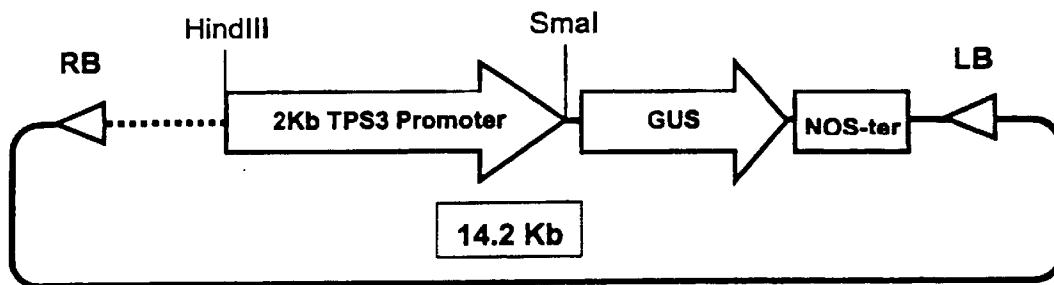 HindIII
SmaI
RB
LB
2Kb TPS3 Promoter
GUS
NOS-ter
14.2 Kb